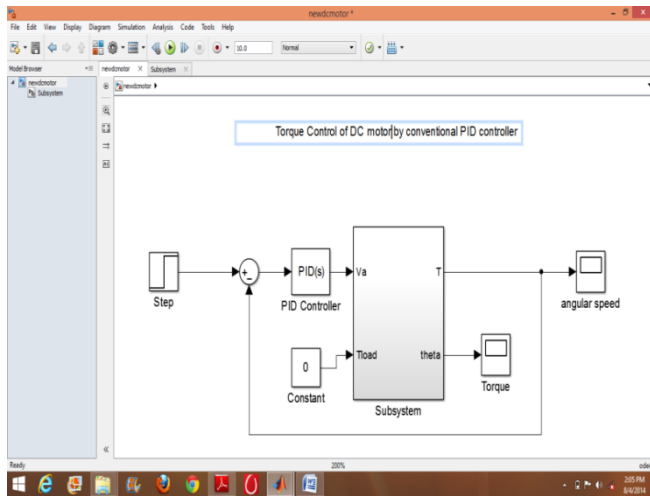 newdcmotor *
File Edit View Display Diagram Simulation Analysis Code Tools Help
10.0 Normal
Model Browser newdcmotor Subsystem
newdcmotor newdcmotor
Subsystem
Torque Control of DC motor by conventional PID controller
PID(s) Va T
Step PID Controller angular speed
0 Tload theta
Constant Torque
Subsystem
Ready 200% ode
2:05 PM
8/4/2014